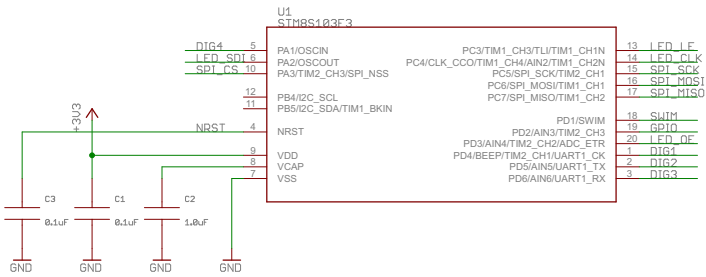 U1
STM8S103F3
DIG4 5 PA1/OSCIN PC3/TIM1_CH3/TLI/TIM1_CH1N 13 LED_LE
LED_SDI 6 PA2/OSCOUT PC4/CLK_CCO/TIM1_CH4/AIN2/TIM1_CH2N 14 LED_CLK
SPI_CS 10 PA3/TIM2_CH3/SPI_NSS PC5/SPI_SCK/TIM2_CH1 15 SPI_SCK
PC6/SPI_MOSI/TIM1_CH1 16 SPI_MOSI
12 PB4/I2C_SCL PC7/SPI_MISO/TIM1_CH2 17 SPI_MISO
11 PB5/I2C_SDA/TIM1_BKIN
PD1/SWIM 18 SWIM
+3V3 NRST 4 NRST PD2/AIN3/TIM2_CH3 19 GPIO
PD3/AIN4/TIM2_CH2/ADC_ETR 20 LED_OE
9 VDD PD4/BEEP/TIM2_CH1/UART1_CK 1 DIG1
8 VCAP PD5/AIN5/UART1_TX 2 DIG2
7 VSS PD6/AIN6/UART1_RX 3 DIG3
C3 C1 C2
0.1uF 0.1uF 1.0uF
GND GND GND GND